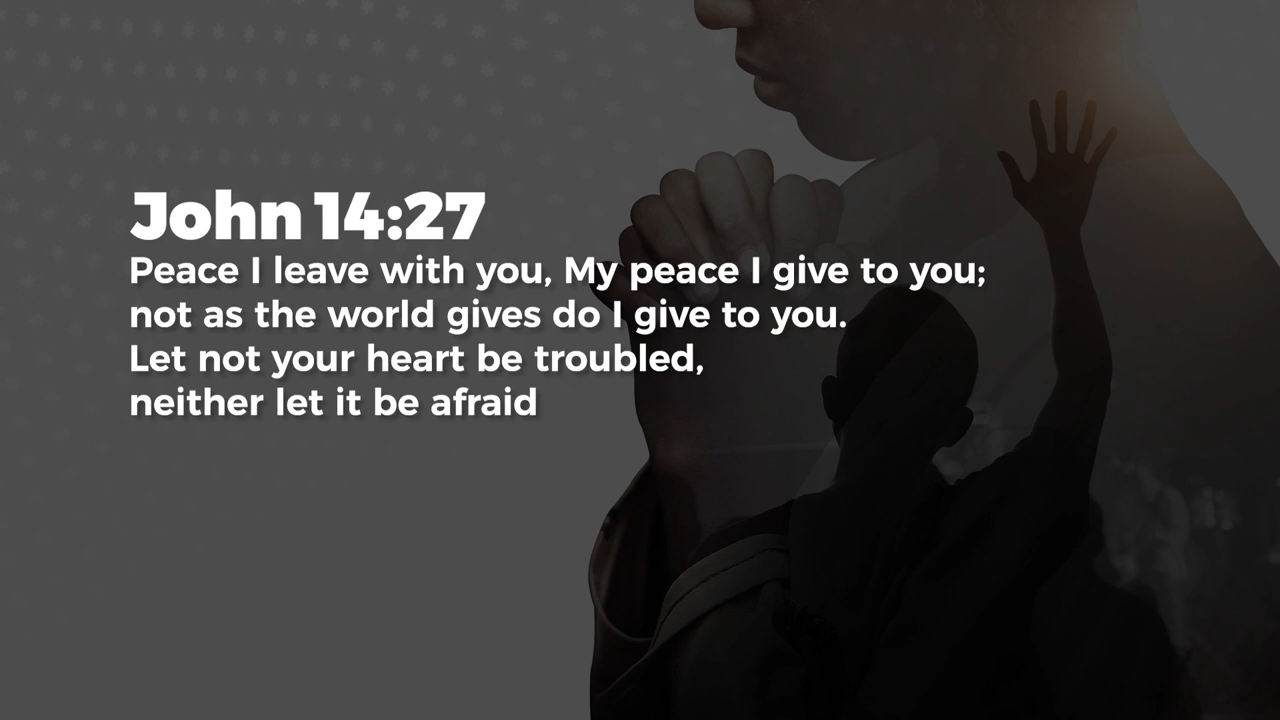 John 14:27
Peace I leave with you, My peace I give to you;
not as the world gives do I give to you.
Let not your heart be troubled,
neither let it be afraid